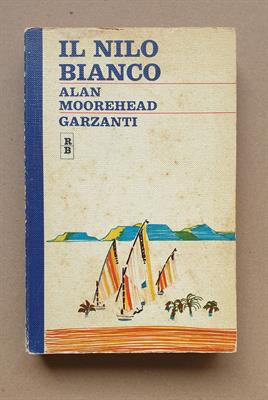 IL NILO
BIANCO
ALAN
MOOREHEAD
GARZANTI
R
B